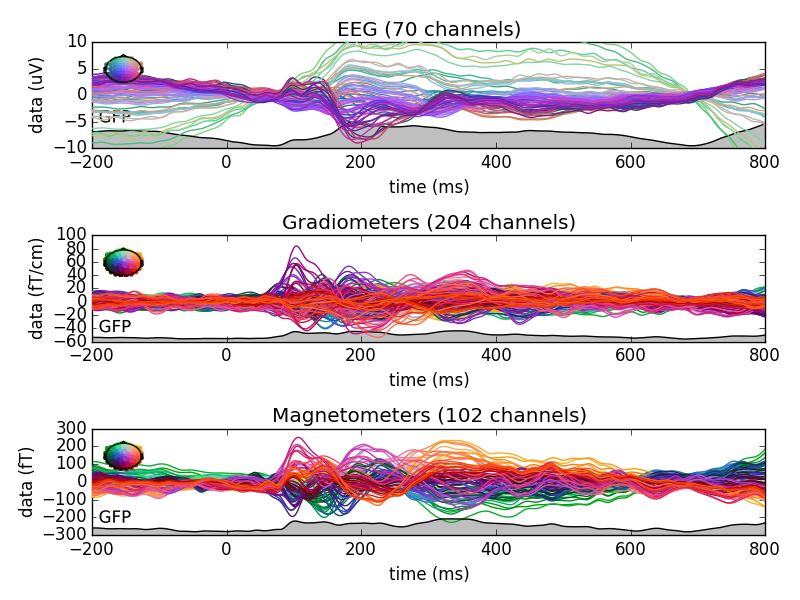 EEG (70 channels)
data (uV)
10
5
0
−5
−10
GFP
−200 0 200 400 600 800
time (ms)
Gradiometers (204 channels)
data (fT/cm)
100
80
60
40
20
0
−20
−40
−60
GFP
−200 0 200 400 600 800
time (ms)
Magnetometers (102 channels)
data (fT)
300
200
100
0
−100
−200
−300
GFP
−200 0 200 400 600 800
time (ms)